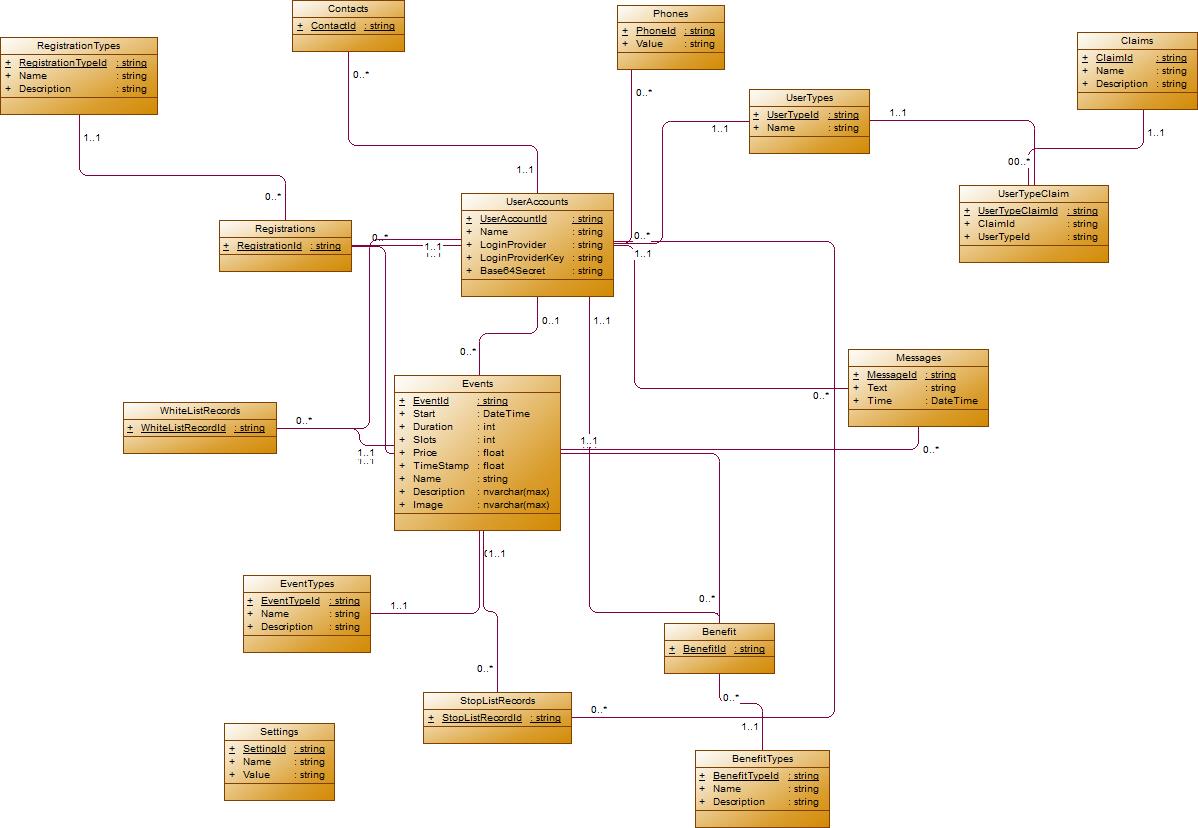 Contacts
+ ContactId : string
Phones
+ PhoneId : string
+ Value : string
RegistrationTypes
+ RegistrationTypeId : string
+ Name : string
+ Description : string
Claims
+ ClaimId : string
+ Name : string
+ Description : string
UserTypes
+ UserTypeId : string
+ Name : string
0..*
0..*
1..1
1..1
1..1
1..1
1..1
0..*
00..*
UserTypeClaim
+ UserTypeClaimId : string
+ ClaimId : string
+ UserTypeId : string
UserAccounts
+ UserAccountId : string
+ Name : string
+ LoginProvider : string
+ LoginProviderKey : string
+ Base64Secret : string
Registrations
+ RegistrationId : string
0..*
1..1
1..1
0..*
1..1
0..1
1..1
0..*
Messages
+ MessageId : string
+ Text : string
+ Time : DateTime
0..*
0..*
Events
+ EventId : string
+ Start : DateTime
+ Duration : int
+ Slots : int
+ Price : float
+ TimeStamp : float
+ Name : string
+ Description : nvarchar(max)
+ Image : nvarchar(max)
WhiteListRecords
+ WhiteListRecordId : string
0..*
1..1
1..1
1..1
1..1
EventTypes
+ EventTypeId : string
+ Name : string
+ Description : string
1..1
0..*
Benefit
+ BenefitId : string
0..*
StopListRecords
+ StopListRecordId : string
0..*
0..*
1..1
Settings
+ SettingId : string
+ Name : string
+ Value : string
BenefitTypes
+ BenefitTypeId : string
+ Name : string
+ Description : string